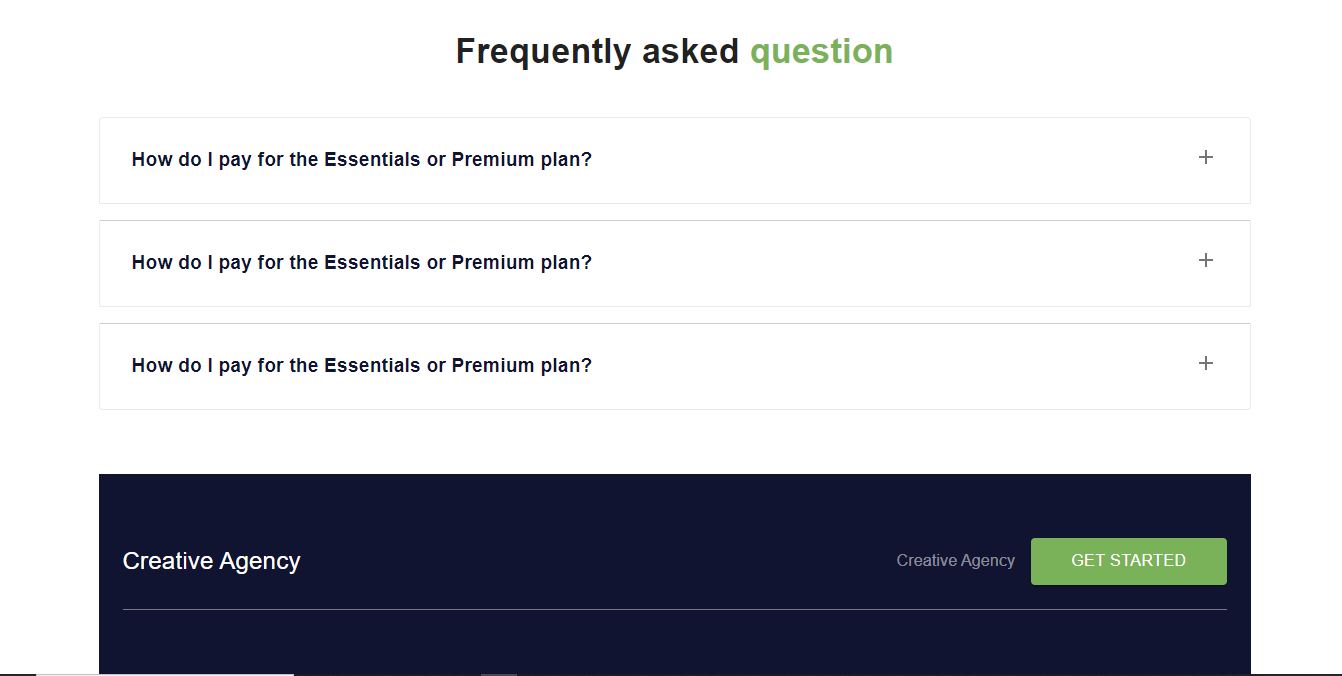 Frequently asked question
How do I pay for the Essentials or Premium plan?
How do I pay for the Essentials or Premium plan?
How do I pay for the Essentials or Premium plan?
Creative Agency
Creative Agency
GET STARTED